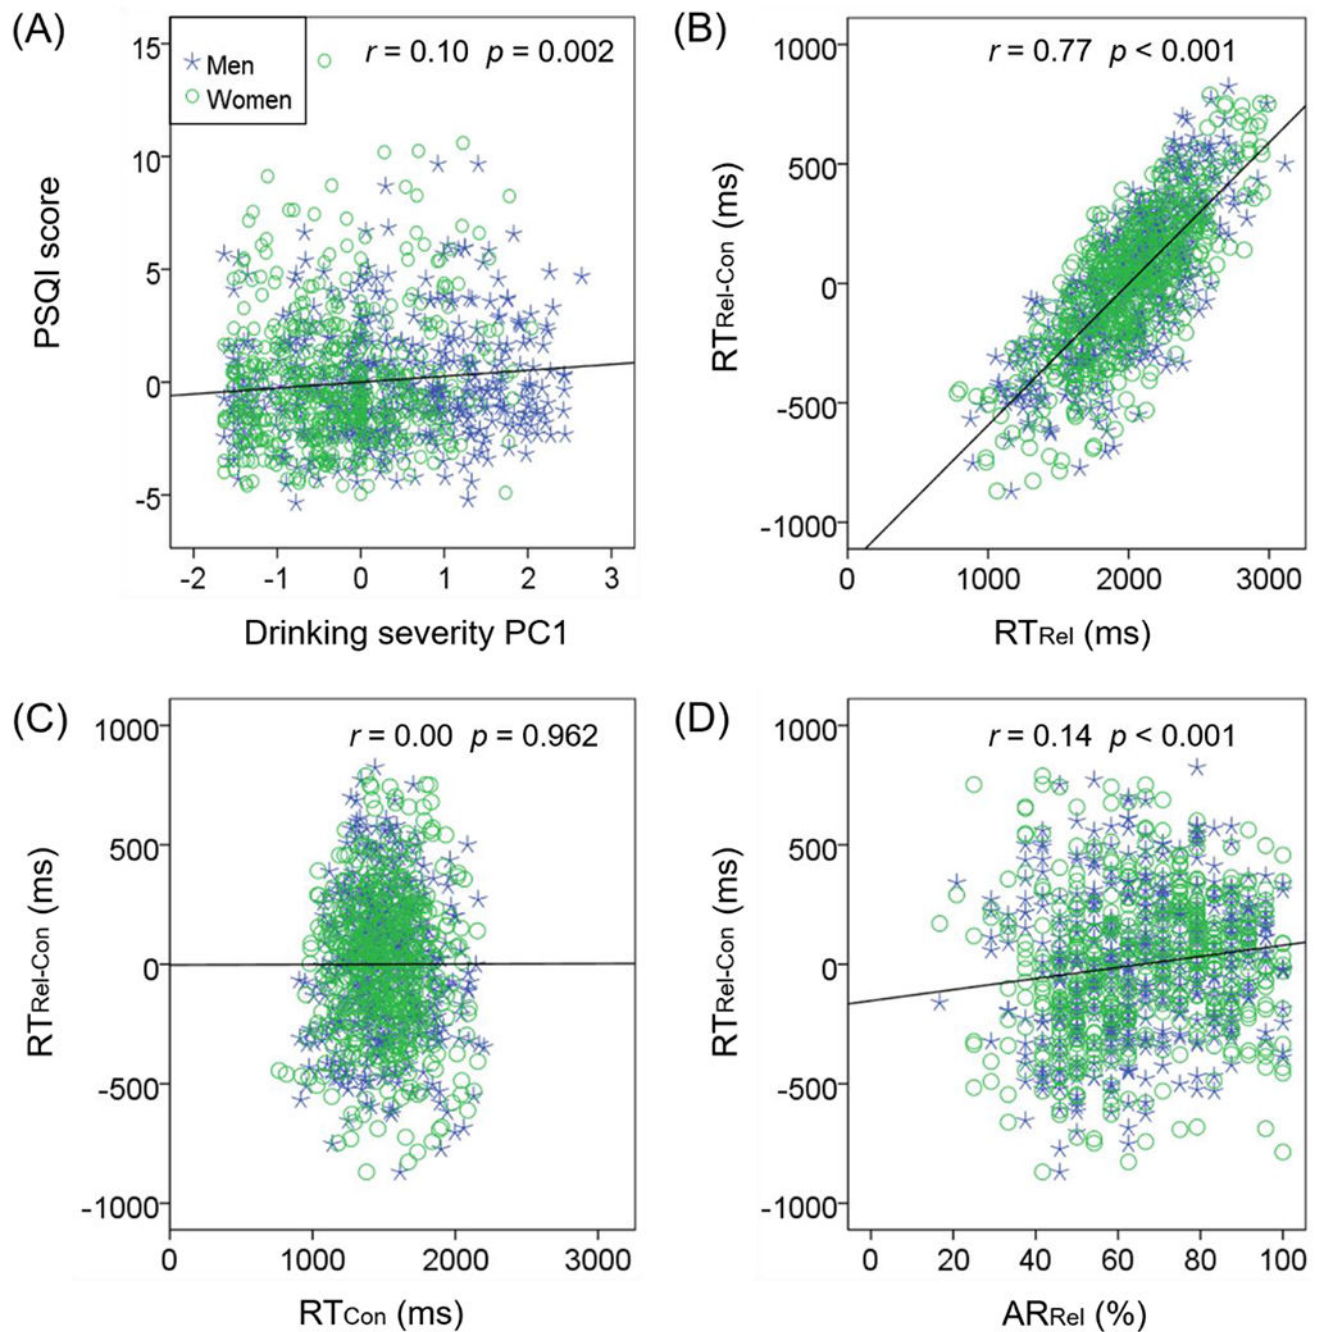 (A)
Men
Women
r = 0.10 p = 0.002
15
10
5
0
-5
PSQI score
-2 -1 0 1 2 3
Drinking severity PC1
(B)
r = 0.77 p < 0.001
1000
500
0
-500
-1000
RTRel-Con (ms)
0 1000 2000 3000
RTRel (ms)
(C)
r = 0.00 p = 0.962
1000
500
0
-500
-1000
RTRel-Con (ms)
0 1000 2000 3000
RTCon (ms)
(D)
r = 0.14 p < 0.001
1000
500
0
-500
-1000
RTRel-Con (ms)
0 20 40 60 80 100
ARRel (%)